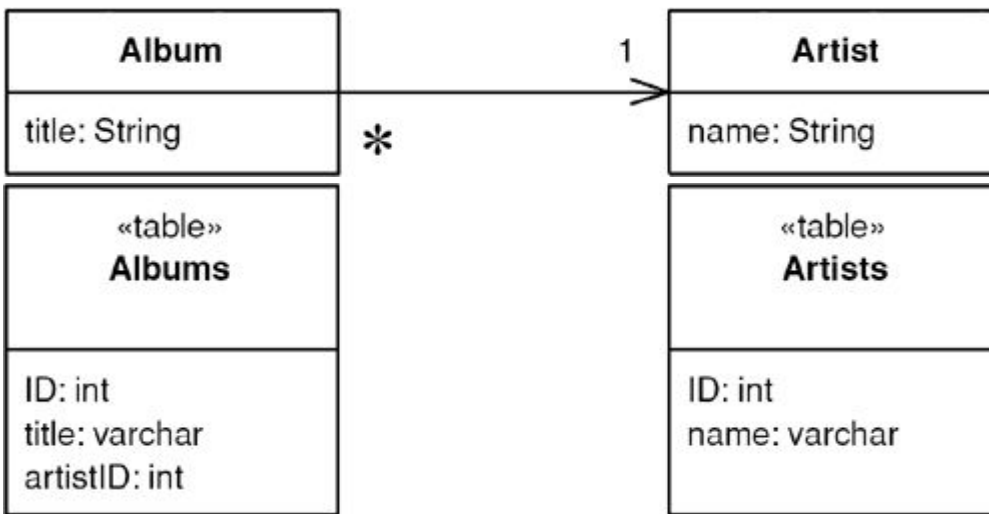 Album
1
Artist
title: String
*
name: String
«table»
Albums
«table»
Artists
ID: int
title: varchar
artistID: int
ID: int
name: varchar